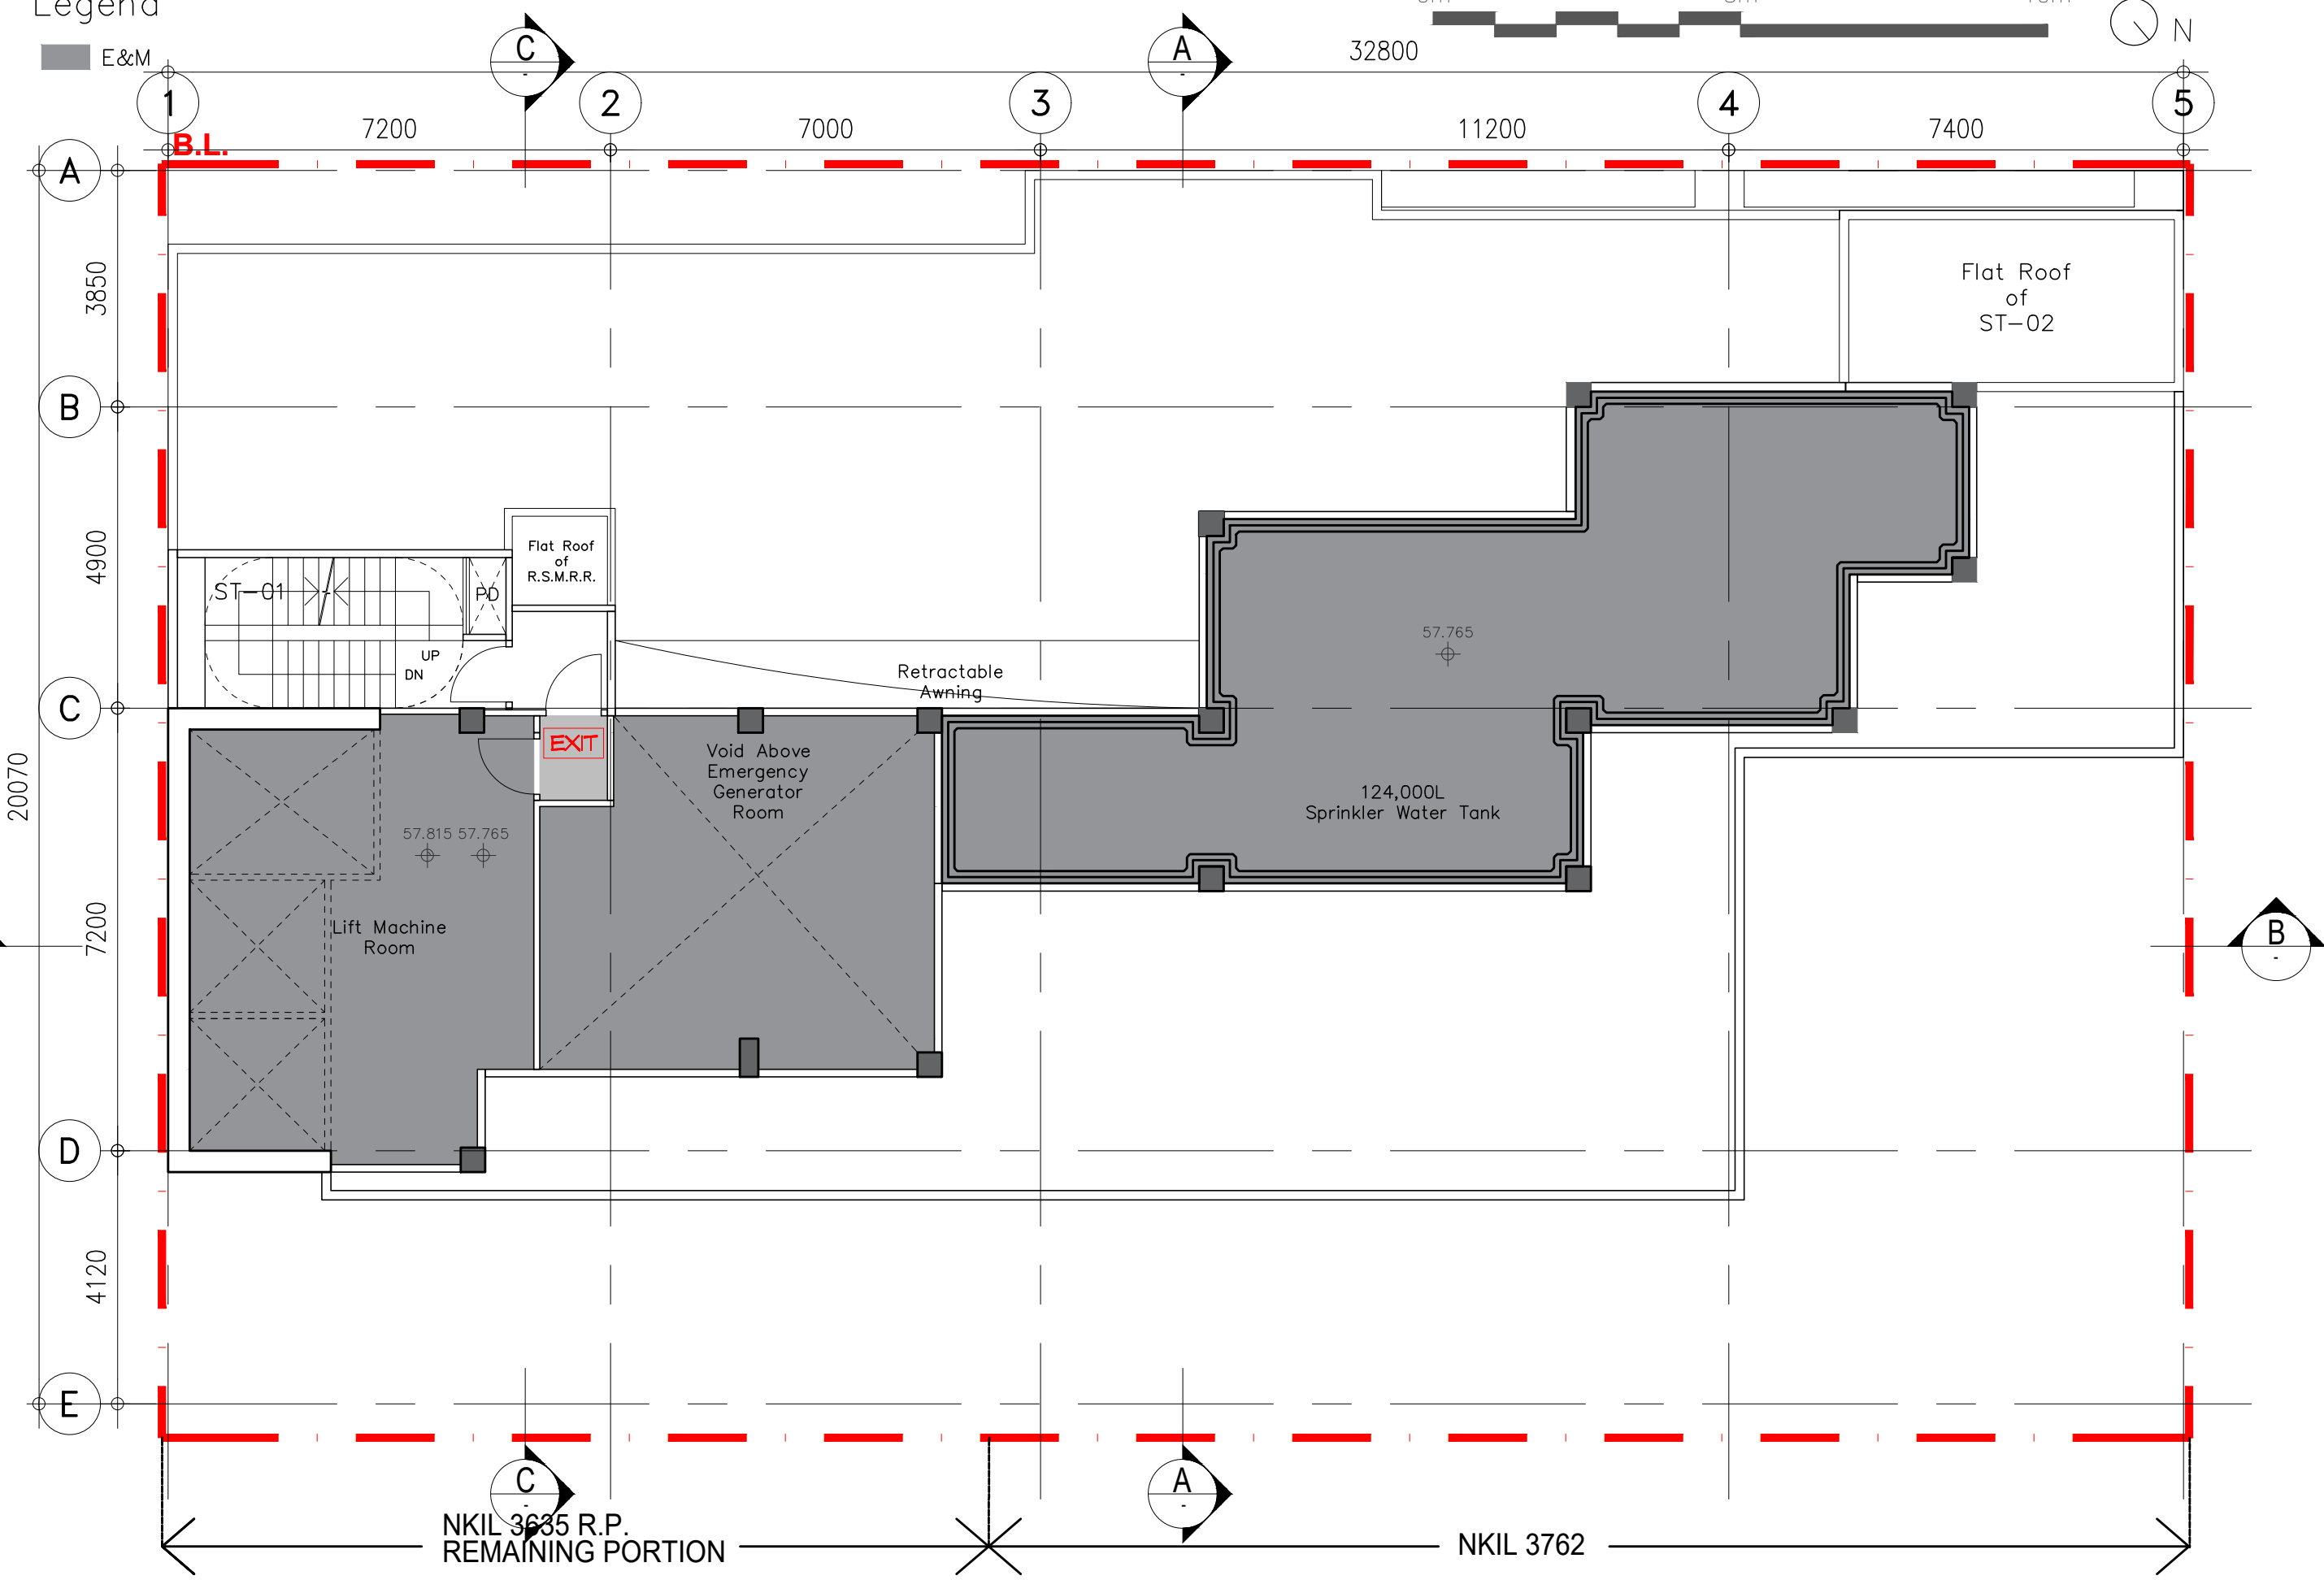 Legend
E&M
32800
N
C
-
A
-
1
2
3
4
5
7200
7000
11200
7400
B.L.
A
B
C
D
E
3850
4900
7200
4120
20070
Flat Roof
of
ST-02
Flat Roof
of
R.S.M.R.R.
ST-01
PD
UP
DN
Retractable
Awning
57.765
EXIT
Void Above
Emergency
Generator
Room
124,000L
Sprinkler Water Tank
57.815 57.765
Lift Machine
Room
B
-
C
-
A
-
NKIL 3635 R.P.
REMAINING PORTION
NKIL 3762